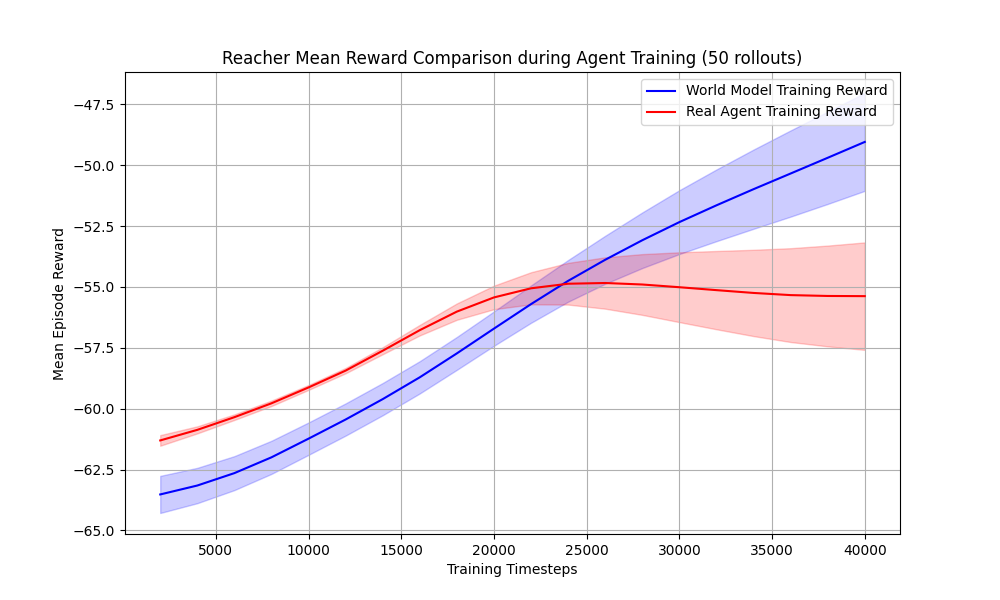 Reacher Mean Reward Comparison during Agent Training (50 rollouts)
World Model Training Reward
Real Agent Training Reward
Mean Episode Reward
−47.5
−50.0
−52.5
−55.0
−57.5
−60.0
−62.5
−65.0
5000 10000 15000 20000 25000 30000 35000 40000
Training Timesteps